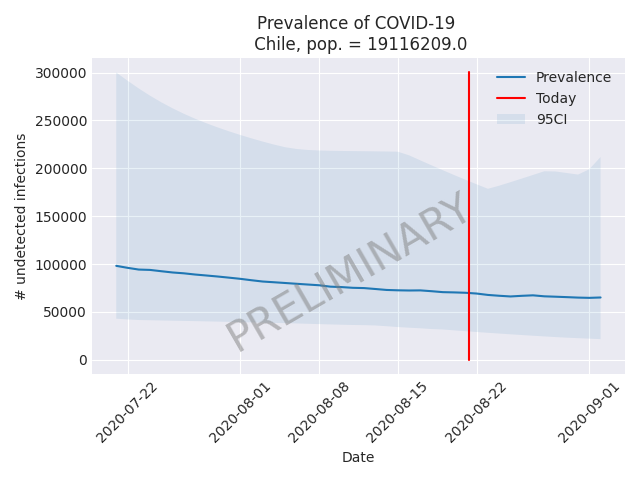 Prevalence of COVID-19
Chile, pop. = 19116209.0
300000
250000
200000
150000
100000
50000
0
# undetected infections
Prevalence
Today
95CI
PRELIMINARY
2020-07-22
2020-08-01
2020-08-08
2020-08-15
2020-08-22
2020-09-01
Date